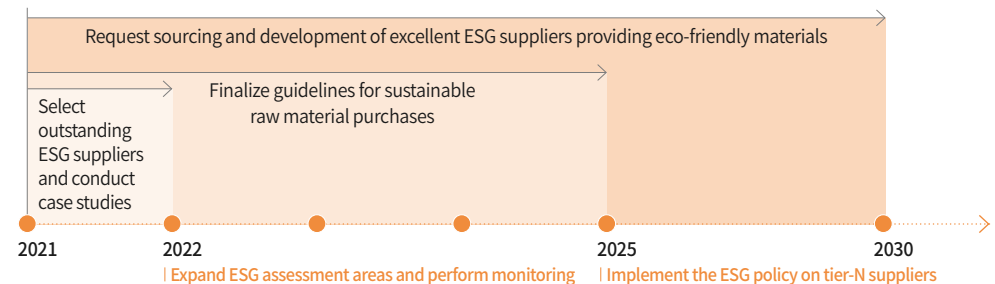 Request sourcing and development of excellent ESG suppliers providing eco-friendly materials
Finalize guidelines for sustainable
raw material purchases
Select
outstanding
ESG suppliers
and conduct
case studies
2021
2022
2025
2030
| Expand ESG assessment areas and perform monitoring
| Implement the ESG policy on tier-N suppliers